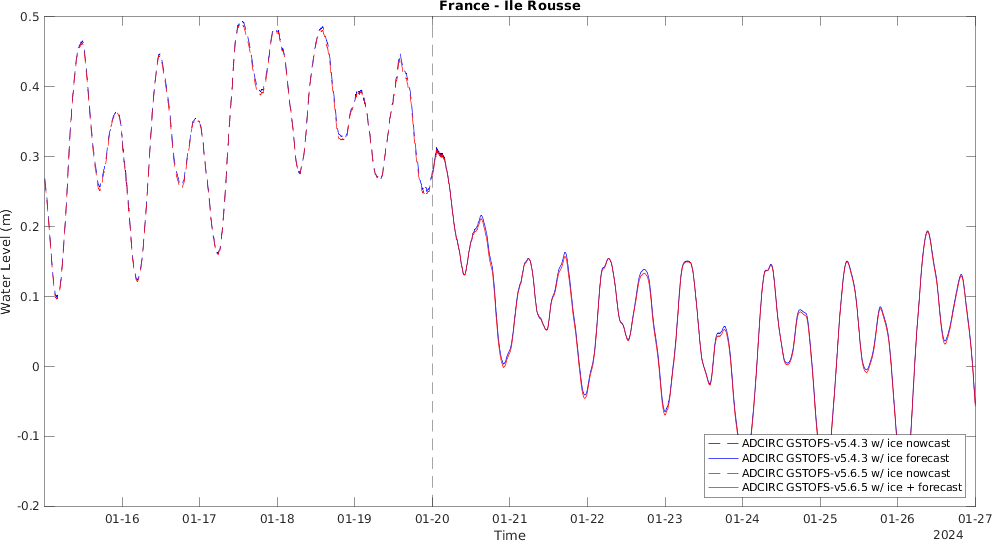 France - Ile Rousse
0.5
0.4
0.3
0.2
0.1
0
-0.1
-0.2
Water Level (m)
ADCIRC GSTOFS-v5.4.3 w/ ice nowcast
ADCIRC GSTOFS-v5.4.3 w/ ice forecast
ADCIRC GSTOFS-v5.6.5 w/ ice nowcast
ADCIRC GSTOFS-v5.6.5 w/ ice + forecast
01-16 01-17 01-18 01-19 01-20 01-21 01-22 01-23 01-24 01-25 01-26 01-27
Time
2024